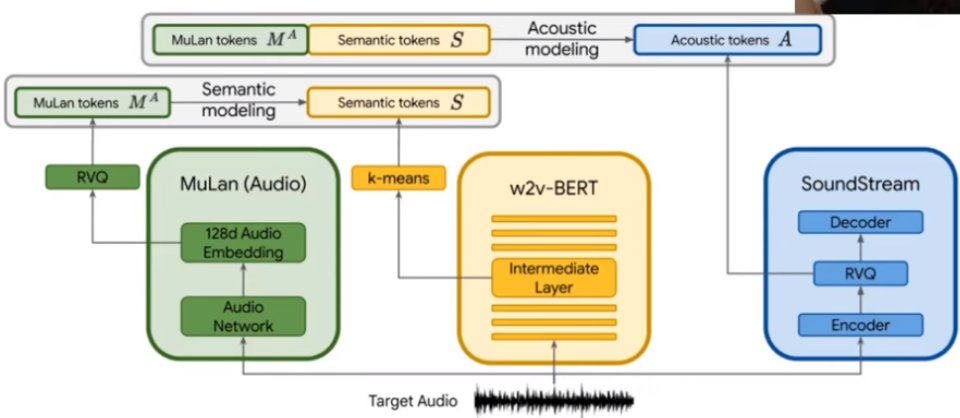 MuLan tokens M^A
Semantic tokens S
Acoustic
modeling
Acoustic tokens A
MuLan tokens M^A
Semantic
modeling
Semantic tokens S
RVQ
MuLan (Audio)
128d Audio
Embedding
Audio
Network
k-means
w2v-BERT
Intermediate
Layer
SoundStream
Decoder
RVQ
Encoder
Target Audio